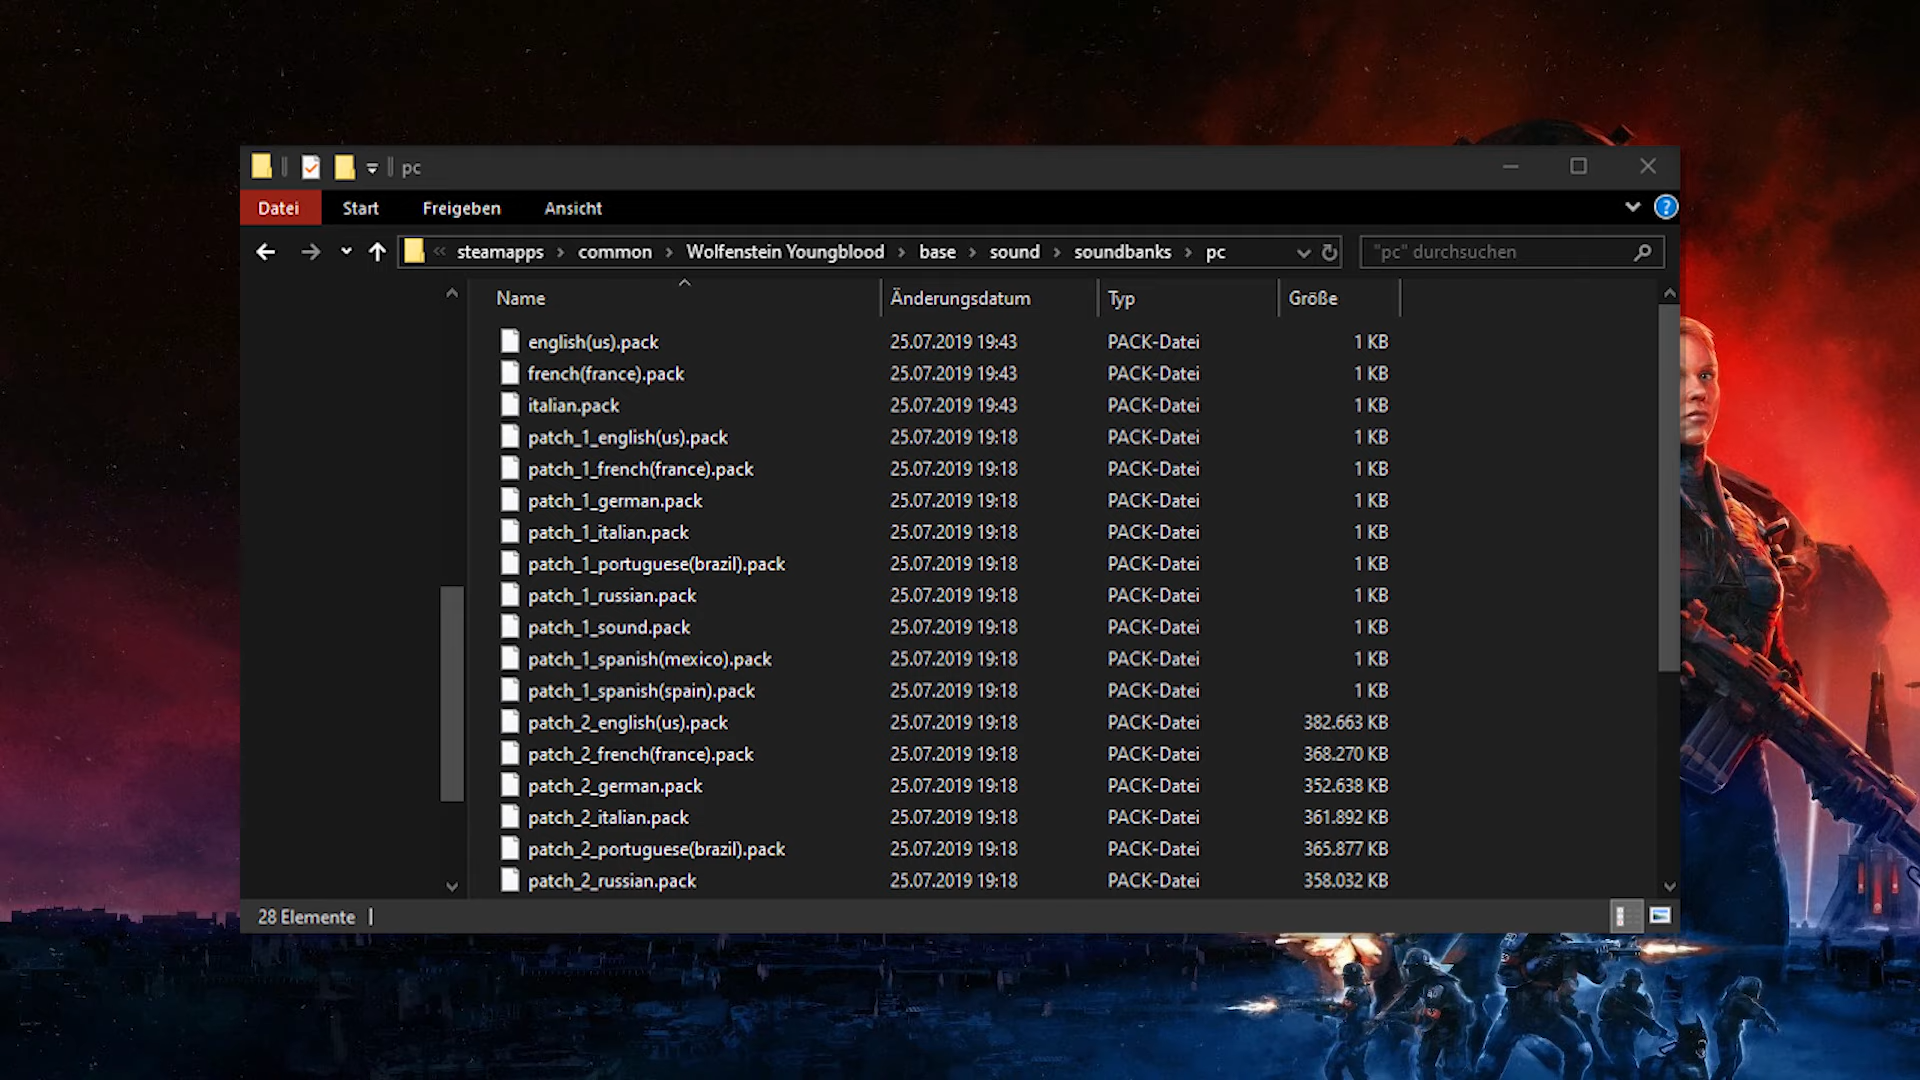 pc
Datei Start Freigeben Ansicht
« steamapps › common › Wolfenstein Youngblood › base › sound › soundbanks › pc "pc" durchsuchen
Name Änderungsdatum Typ Größe
english(us).pack 25.07.2019 19:43 PACK-Datei 1 KB
french(france).pack 25.07.2019 19:43 PACK-Datei 1 KB
italian.pack 25.07.2019 19:43 PACK-Datei 1 KB
patch_1_english(us).pack 25.07.2019 19:18 PACK-Datei 1 KB
patch_1_french(france).pack 25.07.2019 19:18 PACK-Datei 1 KB
patch_1_german.pack 25.07.2019 19:18 PACK-Datei 1 KB
patch_1_italian.pack 25.07.2019 19:18 PACK-Datei 1 KB
patch_1_portuguese(brazil).pack 25.07.2019 19:18 PACK-Datei 1 KB
patch_1_russian.pack 25.07.2019 19:18 PACK-Datei 1 KB
patch_1_sound.pack 25.07.2019 19:18 PACK-Datei 1 KB
patch_1_spanish(mexico).pack 25.07.2019 19:18 PACK-Datei 1 KB
patch_1_spanish(spain).pack 25.07.2019 19:18 PACK-Datei 1 KB
patch_2_english(us).pack 25.07.2019 19:18 PACK-Datei 382.663 KB
patch_2_french(france).pack 25.07.2019 19:18 PACK-Datei 368.270 KB
patch_2_german.pack 25.07.2019 19:18 PACK-Datei 352.638 KB
patch_2_italian.pack 25.07.2019 19:18 PACK-Datei 361.892 KB
patch_2_portuguese(brazil).pack 25.07.2019 19:18 PACK-Datei 365.877 KB
patch_2_russian.pack 25.07.2019 19:18 PACK-Datei 358.032 KB
28 Elemente